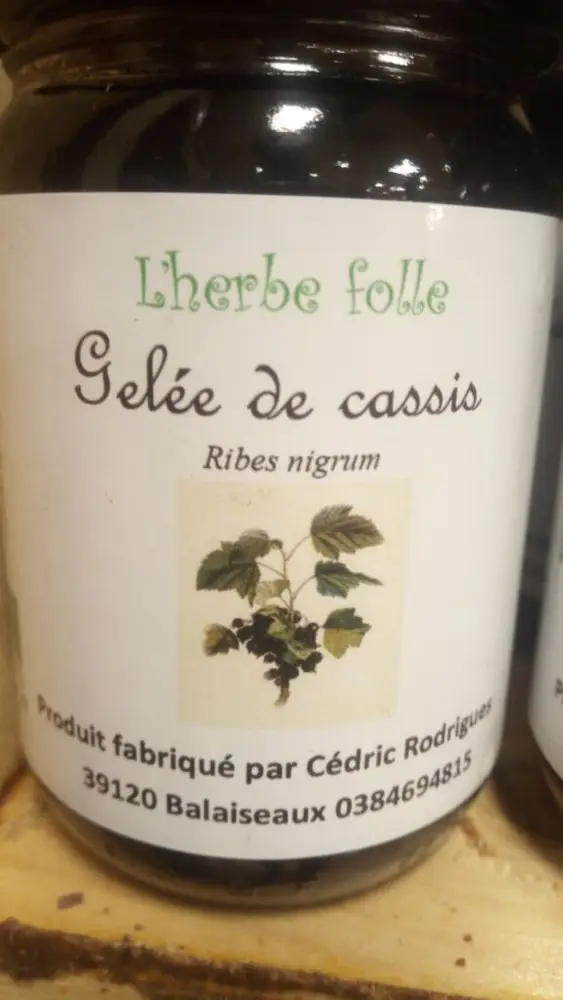 L'herbe folle
Gelée de cassis
Ribes nigrum
Produit fabriqué par Cédric Rodrigues
39120 Balaiseaux 0384694815